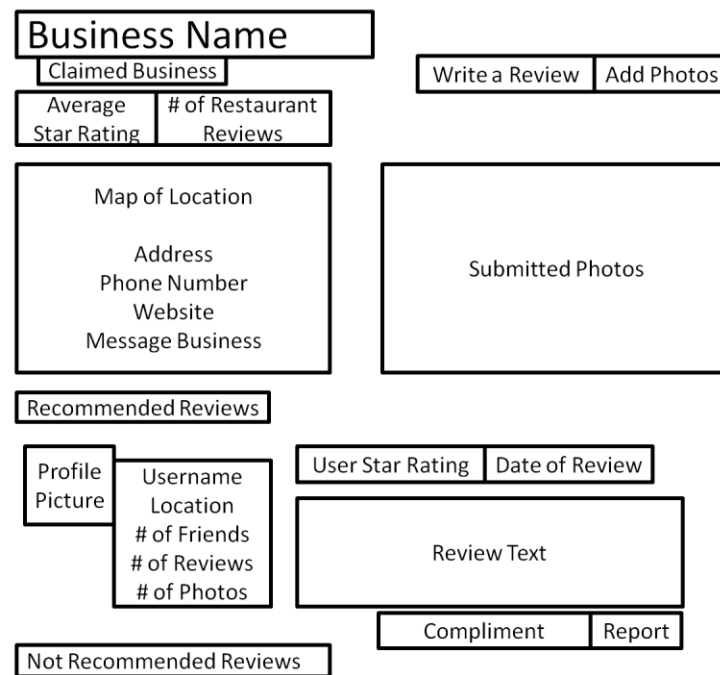 Business Name
Claimed Business
Write a Review
Add Photos
Average
Star Rating
# of Restaurant
Reviews
Map of Location
Address
Phone Number
Website
Message Business
Submitted Photos
Recommended Reviews
Profile
Picture
Username
Location
# of Friends
# of Reviews
# of Photos
User Star Rating
Date of Review
Review Text
Compliment
Report
Not Recommended Reviews